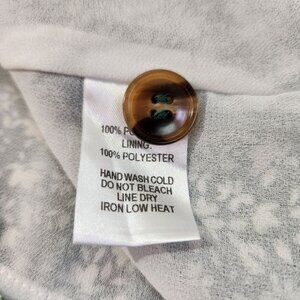 100%
LINING:
100% POLYESTER
HAND WASH COLD
DO NOT BLEACH
LINE DRY
IRON LOW HEAT